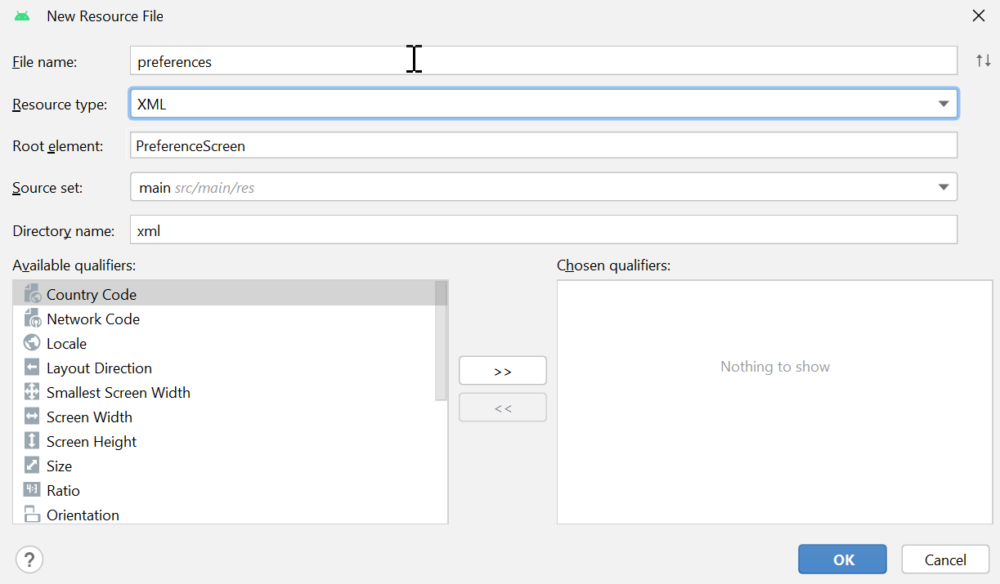 New Resource File
File name: preferences
Resource type: XML
Root element: PreferenceScreen
Source set: main src/main/res
Directory name: xml
Available qualifiers: Chosen qualifiers:
Country Code
Network Code
Locale
Layout Direction
Smallest Screen Width
Screen Width
Screen Height
Size
4:3 Ratio
Orientation
>>
<<
Nothing to show
? OK Cancel